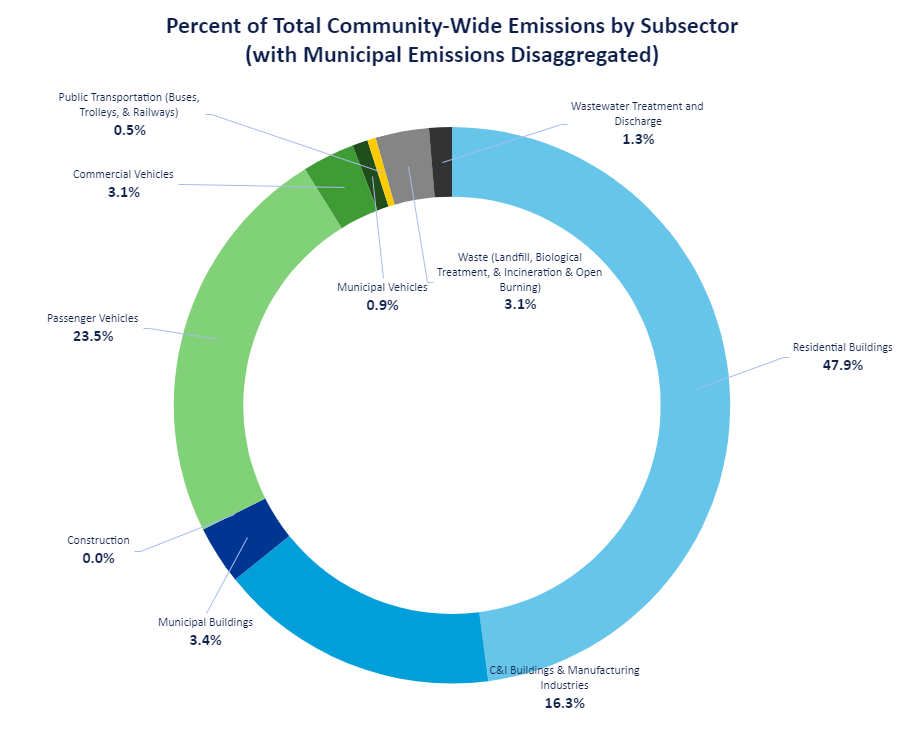 Percent of Total Community-Wide Emissions by Subsector
(with Municipal Emissions Disaggregated)
Public Transportation (Buses,
Trolleys, & Railways)
0.5%
Wastewater Treatment and
Discharge
1.3%
Commercial Vehicles
3.1%
Waste (Landfill, Biological
Treatment, & Incineration & Open
Burning)
3.1%
Municipal Vehicles
0.9%
Passenger Vehicles
23.5%
Residential Buildings
47.9%
Construction
0.0%
Municipal Buildings
3.4%
C&I Buildings & Manufacturing
Industries
16.3%